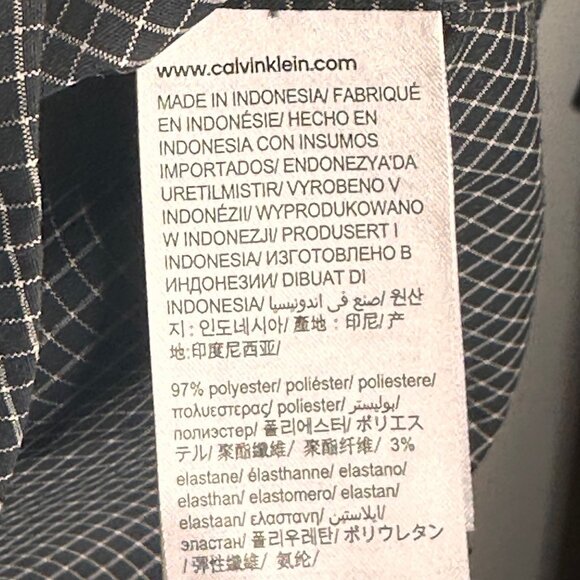 www.calvinklein.com
MADE IN INDONESIA/ FABRIQUÉ
EN INDONÉSIE/ HECHO EN
INDONESIA CON INSUMOS
IMPORTADOS/ ENDONEZYA'DA
URETILMISTIR/ VYROBENO V
INDONÉZII/ WYPRODUKOWANO
W INDONEZJI/ PRODUSERT I
INDONESIA/ ИЗГОТОВЛЕНО В
ИНДОНЕЗИИ/ DIBUAT DI
INDONESIA/ صنع فى اندونيسيا/ 원산
지 : 인도네시아/ 產地 : 印尼/ 产
地:印度尼西亚/
97% polyester/ poliéster/ poliestere/
πολυεστερας/ poliester/ بوليستر/
полиэстер/ 폴리에스터/ ポリエス
テル/ 聚酯纖維/ 聚酯纤维/ 3%
elastane/ élasthanne/ elastano/
elasthan/ elastomero/ elastan/
elastaan/ ελαστανη/ ايلاستين/
эластан/ 폴리우레탄/ ポリウレタン
/ 彈性纖維/ 氨纶/